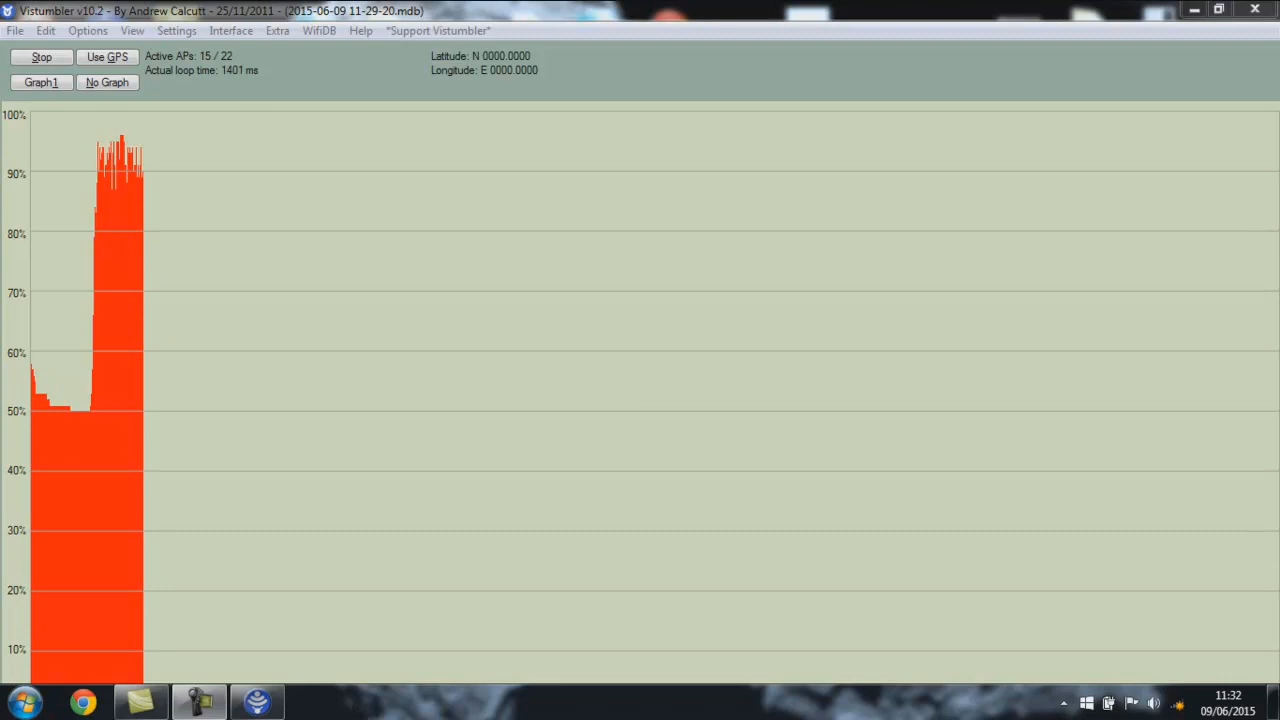 Vistumbler v10.2 - By Andrew Calcutt - 25/11/2011 - (2015-06-09 11-29-20.mdb)
File Edit Options View Settings Interface Extra WifiDB Help *Support Vistumbler*
Stop Use GPS Active APs: 15 / 22 Latitude: N 0000.0000
Actual loop time: 1401 ms Longitude: E 0000.0000
Graph1 No Graph
100%
90%
80%
70%
60%
50%
40%
30%
20%
10%
11:32
09/06/2015